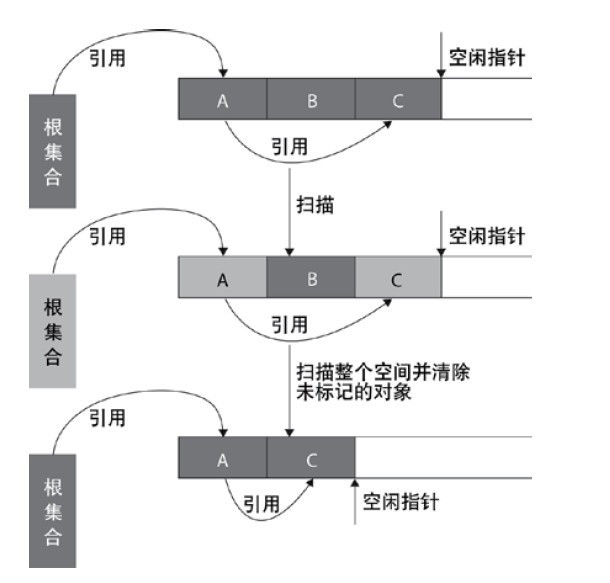 引用
空闲指针
A B C
根集合
引用
扫描
引用
空闲指针
A B C
根集合
引用
扫描整个空间并清除
未标记的对象
引用
A C
根集合
引用
空闲指针